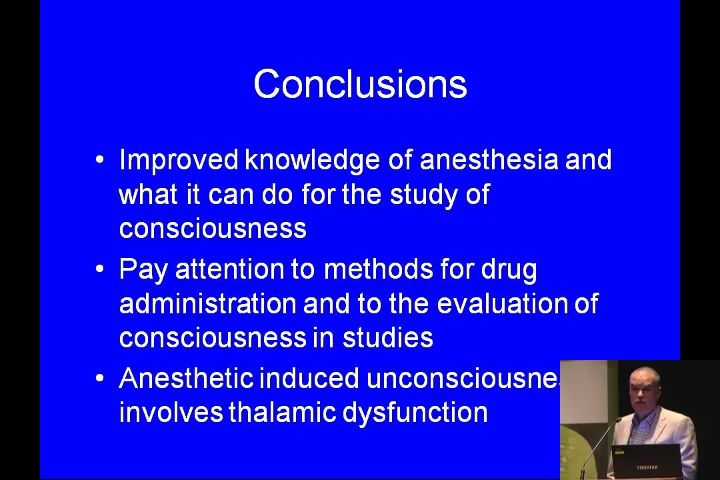 Conclusions
• Improved knowledge of anesthesia and
what it can do for the study of
consciousness
• Pay attention to methods for drug
administration and to the evaluation of
consciousness in studies
• Anesthetic induced
involves thalamic dysfunction
TOSHIBA